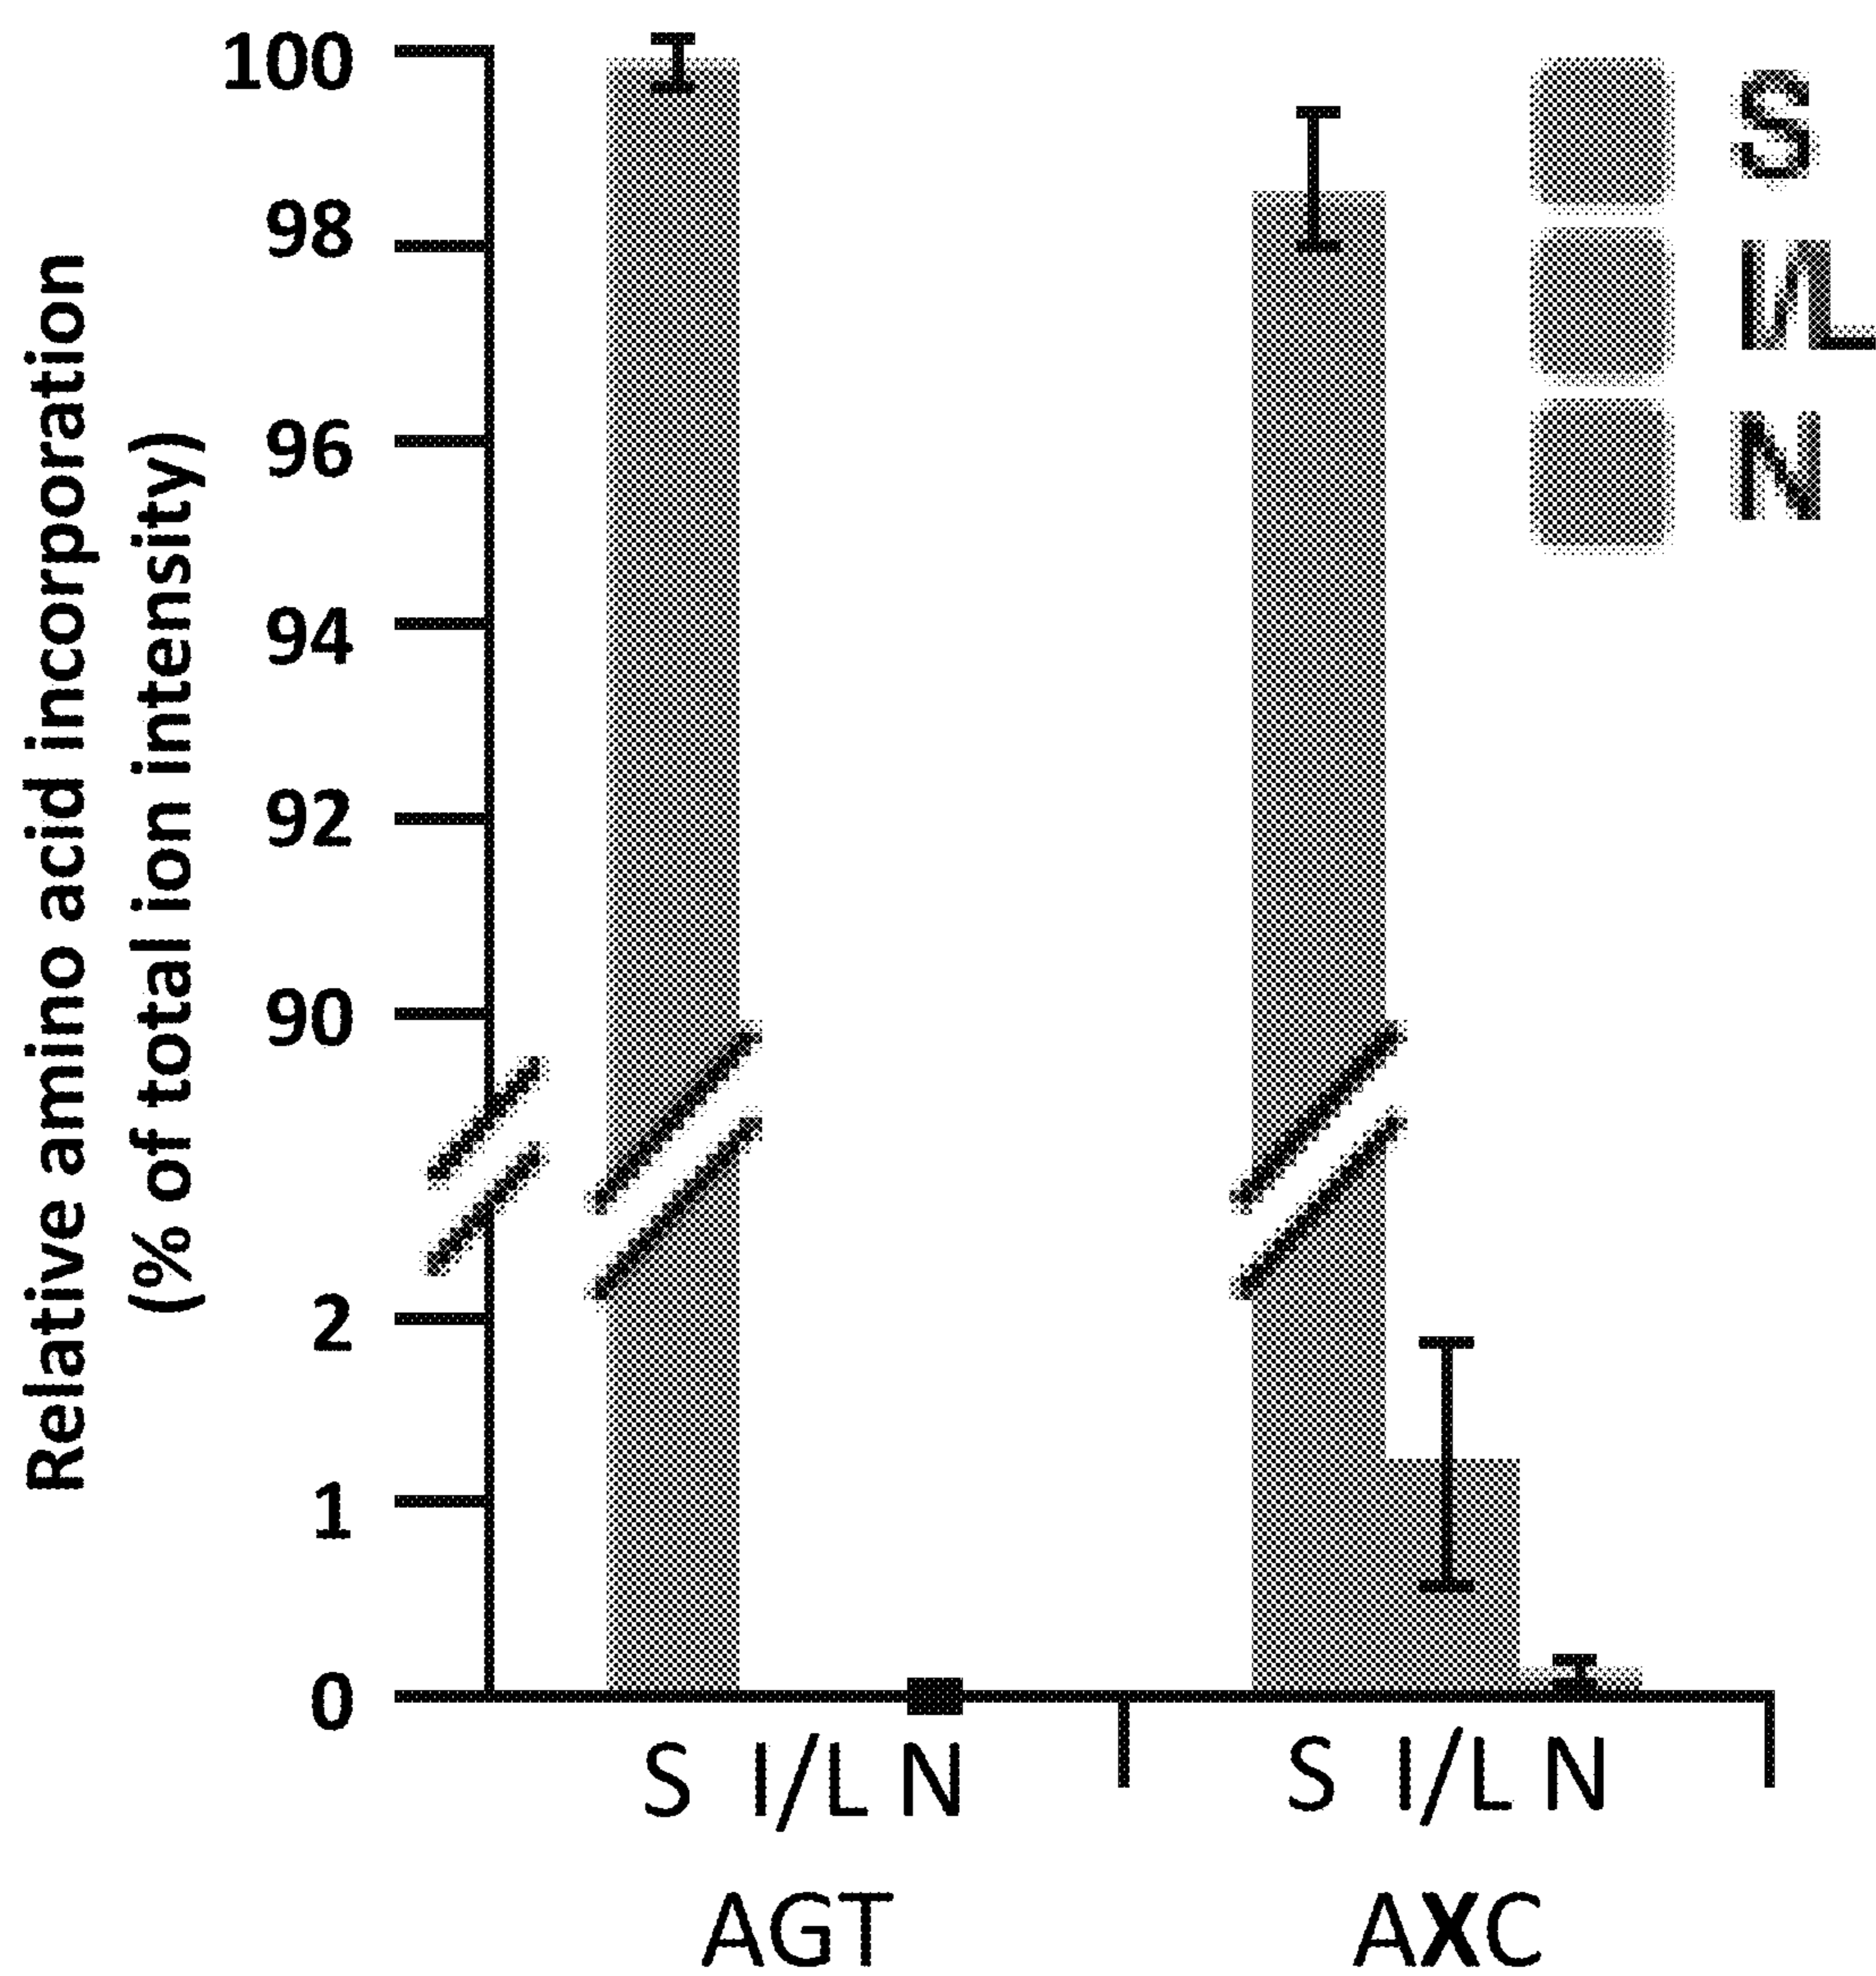 Relative amino acid incorporation
(% of total ion intensity)
100
98
96
94
92
90
2
1
0
S
I/L
N
S I/L N
S I/L N
AGT
AXC